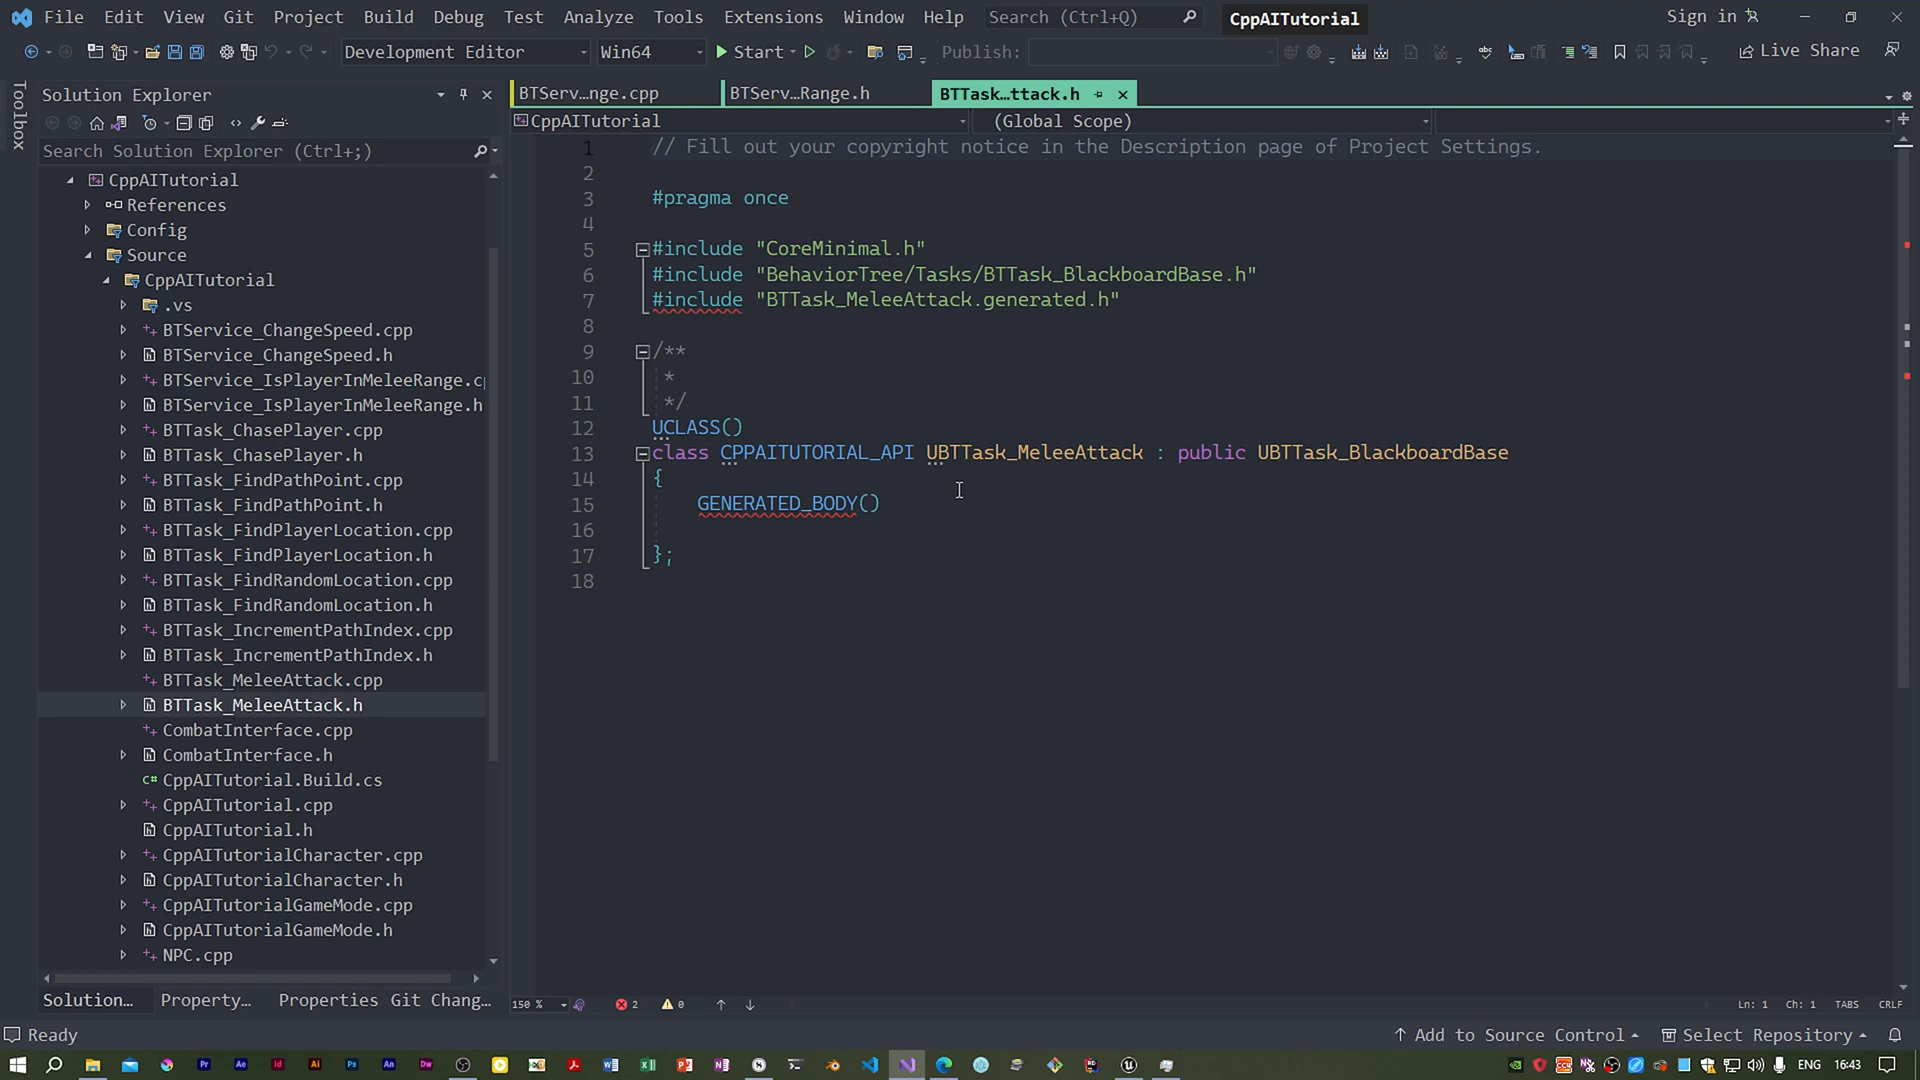 File Edit View Git Project Build Debug Test Analyze Tools Extensions Window Help Search (Ctrl+Q) CppAITutorial Sign in
Development Editor Win64 Start Publish: Live Share
Toolbox
Solution Explorer
BTServ...nge.cpp BTServ...Range.h BTTask...ttack.h
CppAITutorial (Global Scope)
Search Solution Explorer (Ctrl+;)
CppAITutorial
References
Config
Source
CppAITutorial
.vs
BTService_ChangeSpeed.cpp
BTService_ChangeSpeed.h
BTService_IsPlayerInMeleeRange.c
BTService_IsPlayerInMeleeRange.h
BTTask_ChasePlayer.cpp
BTTask_ChasePlayer.h
BTTask_FindPathPoint.cpp
BTTask_FindPathPoint.h
BTTask_FindPlayerLocation.cpp
BTTask_FindPlayerLocation.h
BTTask_FindRandomLocation.cpp
BTTask_FindRandomLocation.h
BTTask_IncrementPathIndex.cpp
BTTask_IncrementPathIndex.h
BTTask_MeleeAttack.cpp
BTTask_MeleeAttack.h
CombatInterface.cpp
CombatInterface.h
CppAITutorial.Build.cs
CppAITutorial.cpp
CppAITutorial.h
CppAITutorialCharacter.cpp
CppAITutorialCharacter.h
CppAITutorialGameMode.cpp
CppAITutorialGameMode.h
NPC.cpp
Solution... Property... Properties Git Chang...
1 // Fill out your copyright notice in the Description page of Project Settings.
2
3 #pragma once
4
5 #include "CoreMinimal.h"
6 #include "BehaviorTree/Tasks/BTTask_BlackboardBase.h"
7 #include "BTTask_MeleeAttack.generated.h"
8
9 /**
10 *
11 */
12 UCLASS()
13 class CPPAITUTORIAL_API UBTTask_MeleeAttack : public UBTTask_BlackboardBase
14 {
15 GENERATED_BODY()
16
17 };
18
150 % 2 0 Ln: 1 Ch: 1 TABS CRLF
Ready Add to Source Control Select Repository
ENG 16:43